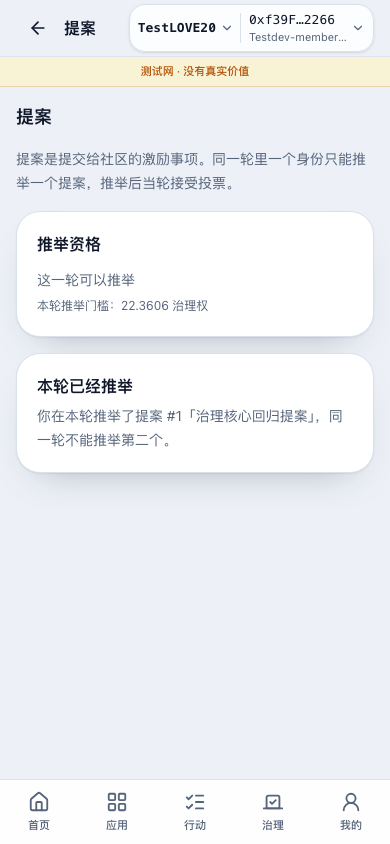 提案
TestLOVE20
0xf39F…2266
Testdev-member…
测试网 · 没有真实价值
提案
提案是提交给社区的激励事项。同一轮里一个身份只能推
举一个提案，推举后当轮接受投票。
推举资格
这一轮可以推举
本轮推举门槛：22.3606 治理权
本轮已经推举
你在本轮推举了提案 #1「治理核心回归提案」，同
一轮不能推举第二个。
首页
应用
行动
治理
我的